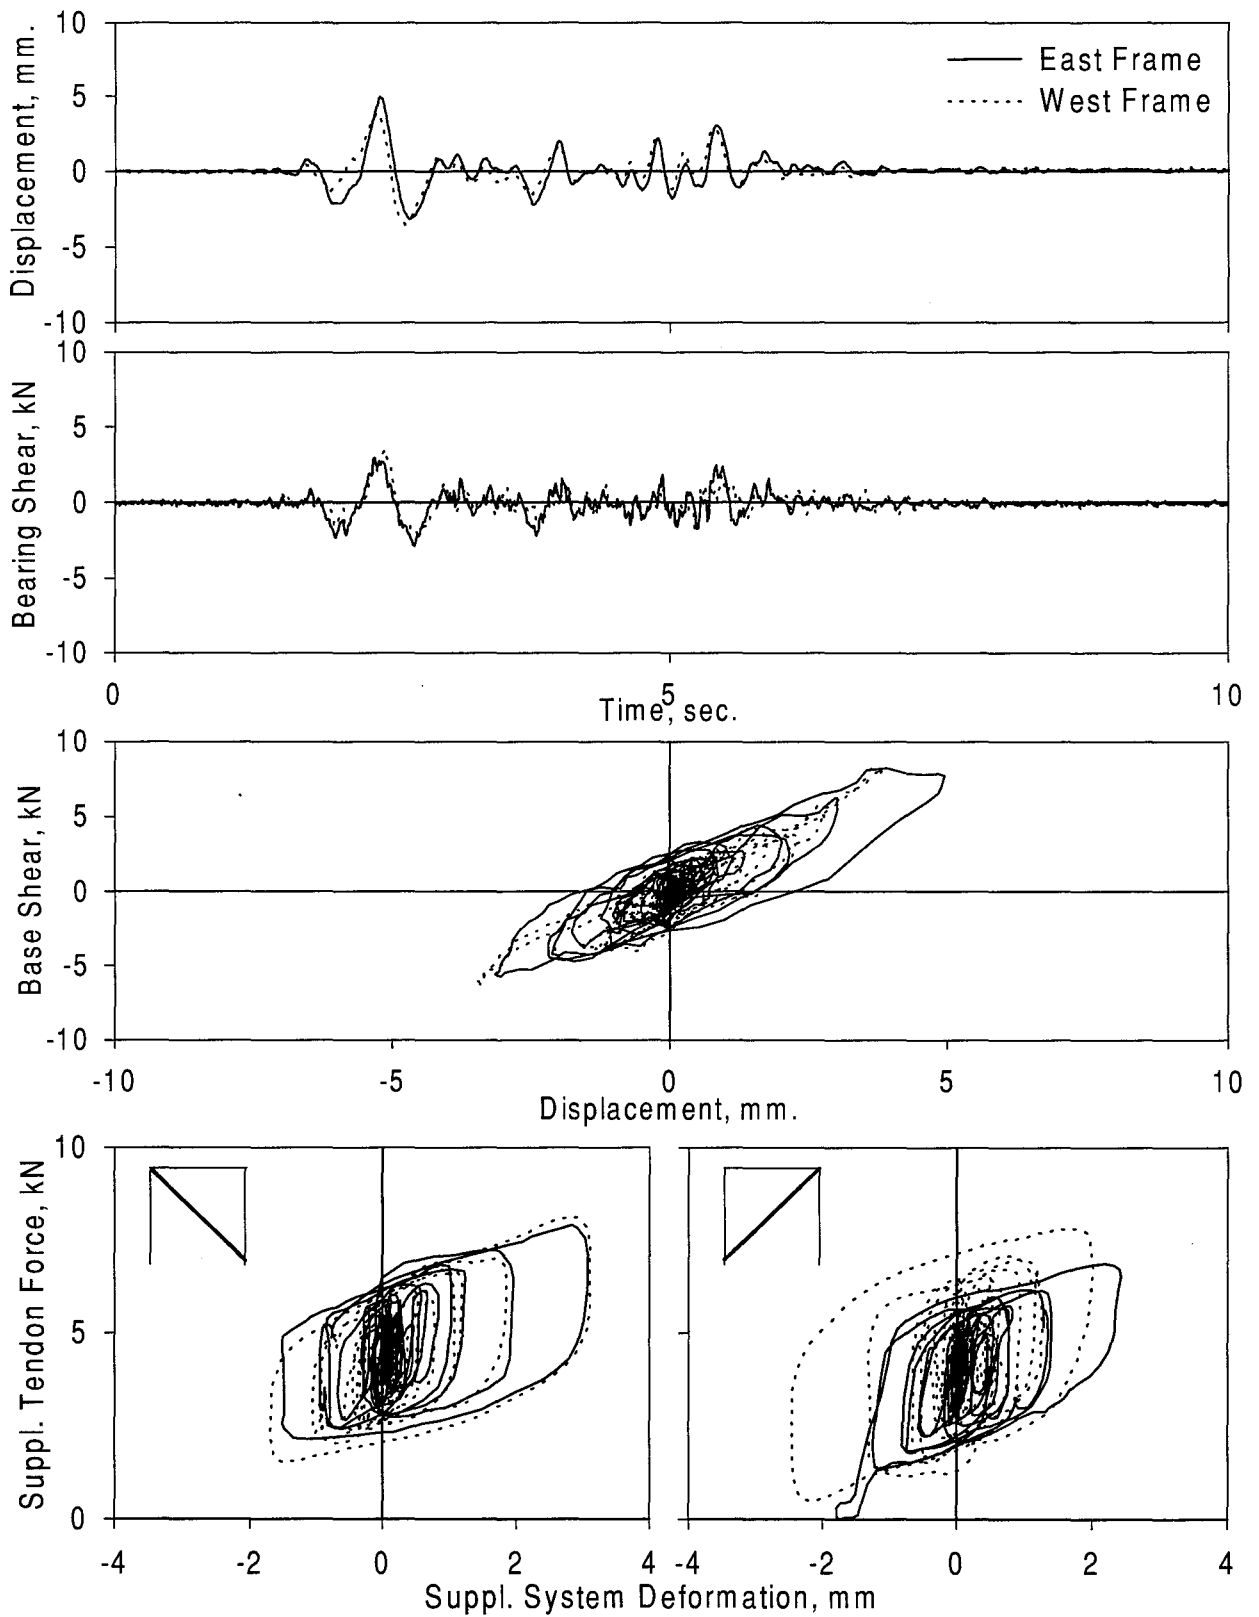 10
5
0
-5
-10
Displacement, mm.
East Frame
West Frame
10
5
0
-5
-10
Bearing Shear, kN
0 5 10
Time, sec.
10
5
0
-5
-10
Base Shear, kN
-10 -5 0 5 10
Displacement, mm.
10
5
0
Suppl. Tendon Force, kN
-4 -2 0 2 4 -4 -2 0 2 4
Suppl. System Deformation, mm